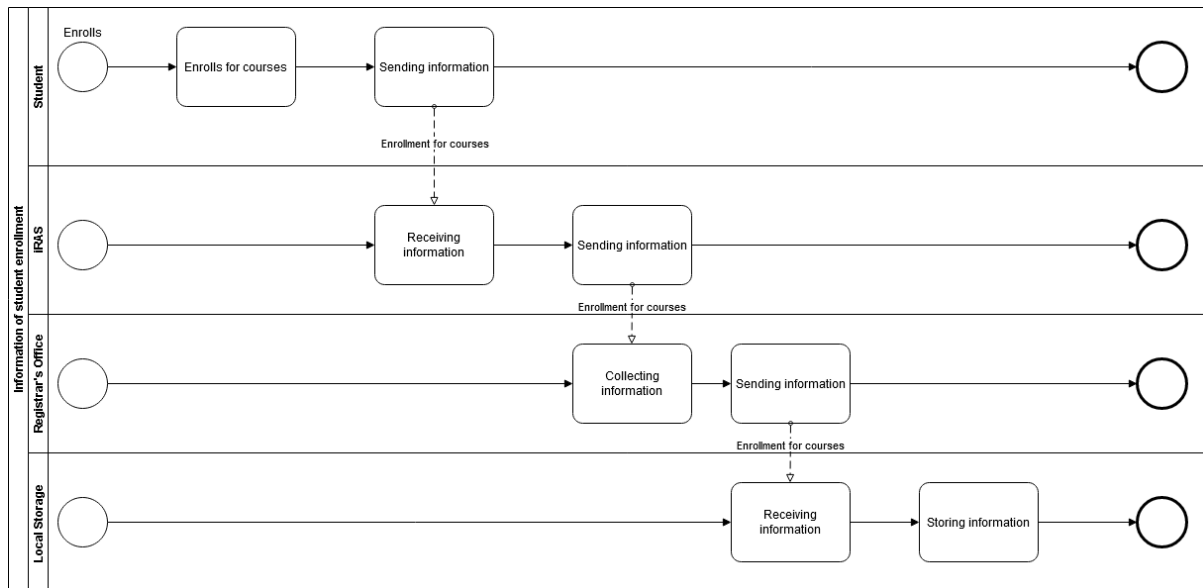 Information of student enrollment
Student
Enrolls
Enrolls for courses
Sending information
Enrollment for courses
iRAS
Receiving
information
Sending information
Enrollment for courses
Registrar's Office
Collecting
information
Sending information
Enrollment for courses
Local Storage
Receiving
information
Storing information